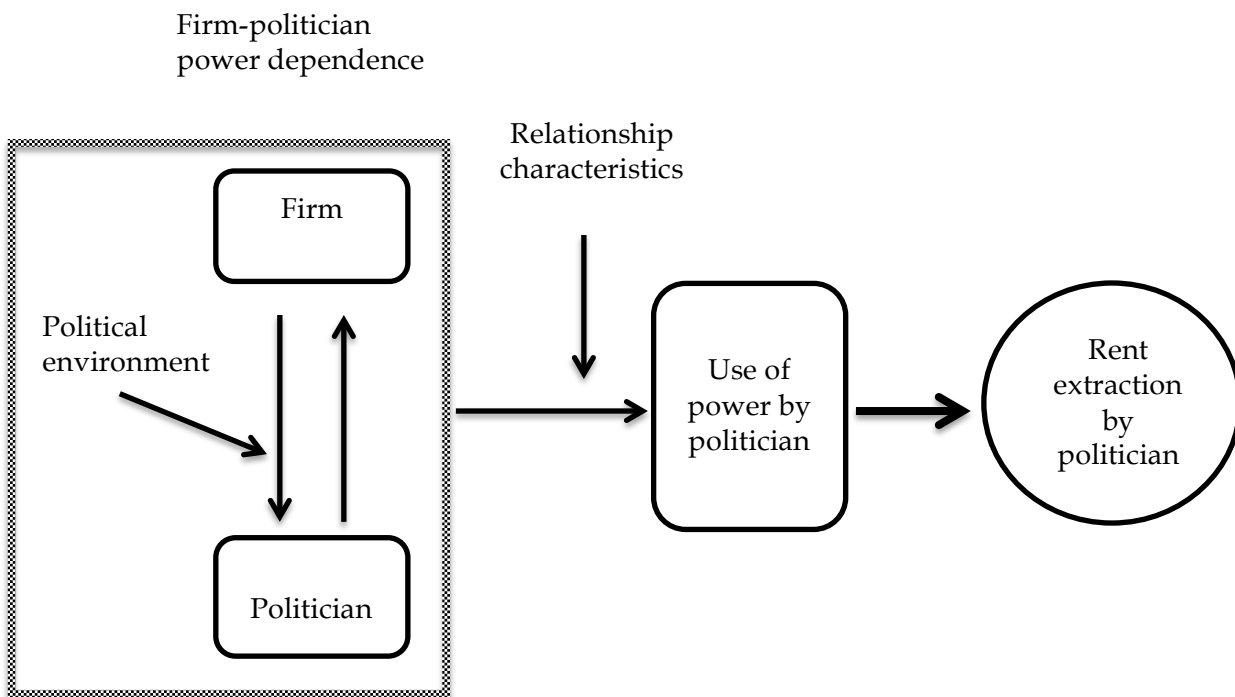 Firm-politician
power dependence
Relationship
characteristics
Firm
Political
environment
Use of
power by
politician
Rent
extraction
by
politician
Politician